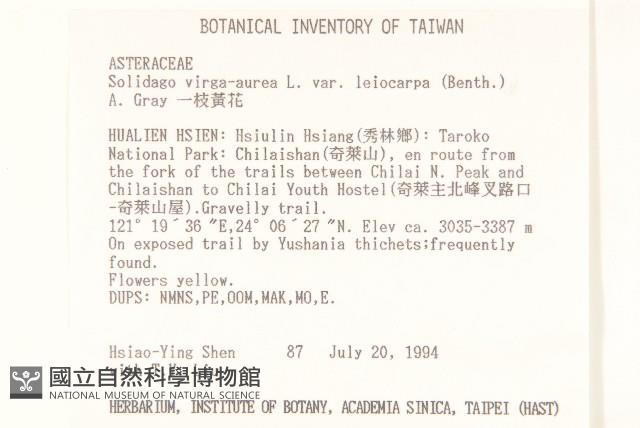 BOTANICAL INVENTORY OF TAIWAN
ASTERACEAE
Solidago virga-aurea L. var. leiocarpa (Benth.)
A. Gray 一枝黃花
HUALIEN HSIEN: Hsiulin Hsiang(秀林鄉): Taroko
National Park: Chilaishan(奇萊山), en route from
the fork of the trails between Chilai N. Peak and
Chilaishan to Chilai Youth Hostel(奇萊主北峰叉路口
-奇萊山屋).Gravelly trail.
121° 19´36 ˝E,24° 06´27 ˝N. Elev ca. 3035-3387 m
On exposed trail by Yushania thichets;frequently
found.
Flowers yellow.
DUPS: NMNS,PE,OOM,MAK,MO,E.
Hsiao-Ying Shen 87 July 20, 1994
國立自然科學博物館
NATIONAL MUSEUM OF NATURAL SCIENCE
HERBARIUM, INSTITUTE OF BOTANY, ACADEMIA SINICA, TAIPEI (HAST)